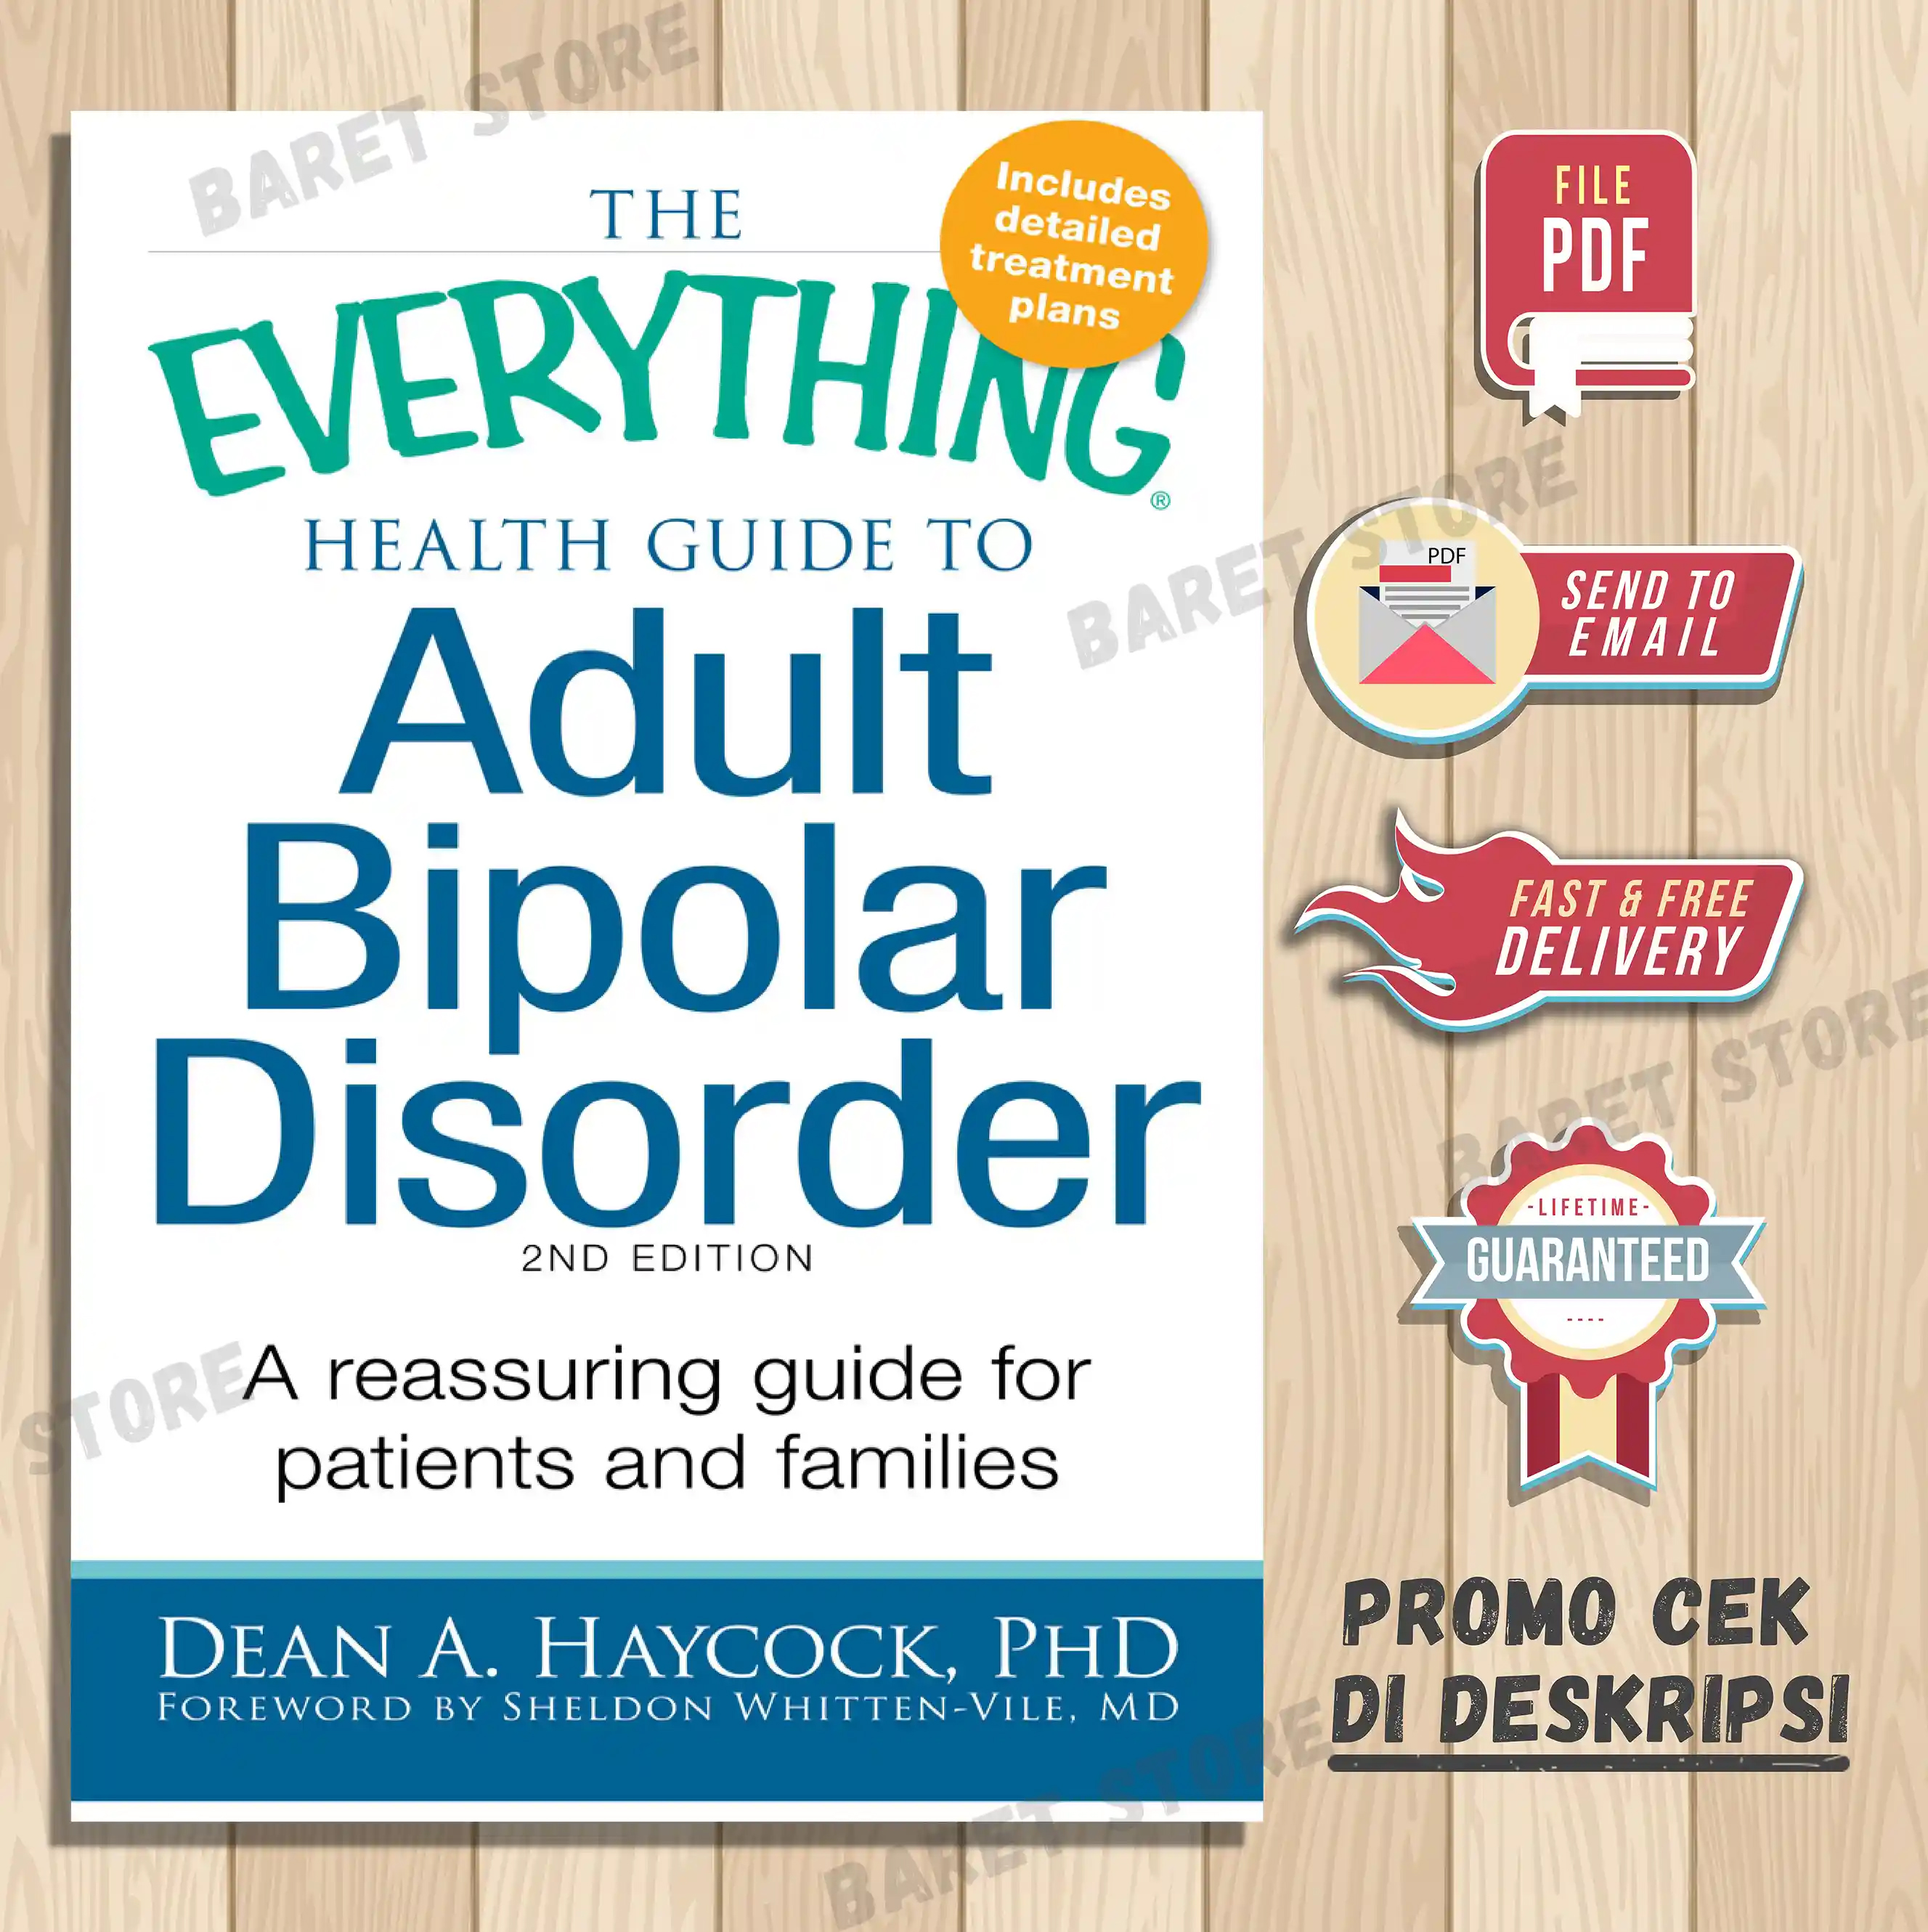 BARET STORE
THE
Includes
detailed
treatment
plans
EVERYTHING®
HEALTH GUIDE TO
Adult
Bipolar
Disorder
2ND EDITION
A reassuring guide for
patients and families
DEAN A. HAYCOCK, PHD
FOREWORD BY SHELDON WHITTEN-VILE, MD
FILE
PDF
BARET STORE
PDF
SEND TO
EMAIL
FAST & FREE
DELIVERY
BARET STORE
-LIFETIME-
GUARANTEED
STORE
PROMO CEK
DI DESKRIPSI
BARET STORE